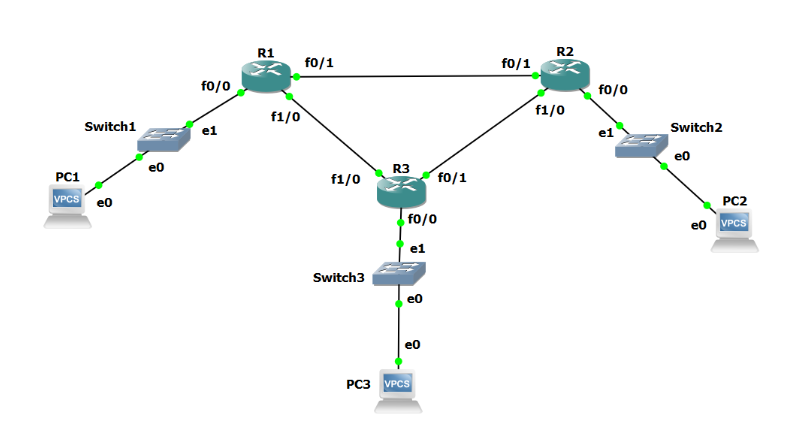 R1
R2
f0/1
f0/1
f0/0
f0/0
f1/0
f1/0
Switch1
e1
e1
Switch2
e0
e0
R3
PC1
f1/0
f0/1
VPCS
e0
PC2
f0/0
e0
VPCS
e1
Switch3
e0
e0
PC3
VPCS